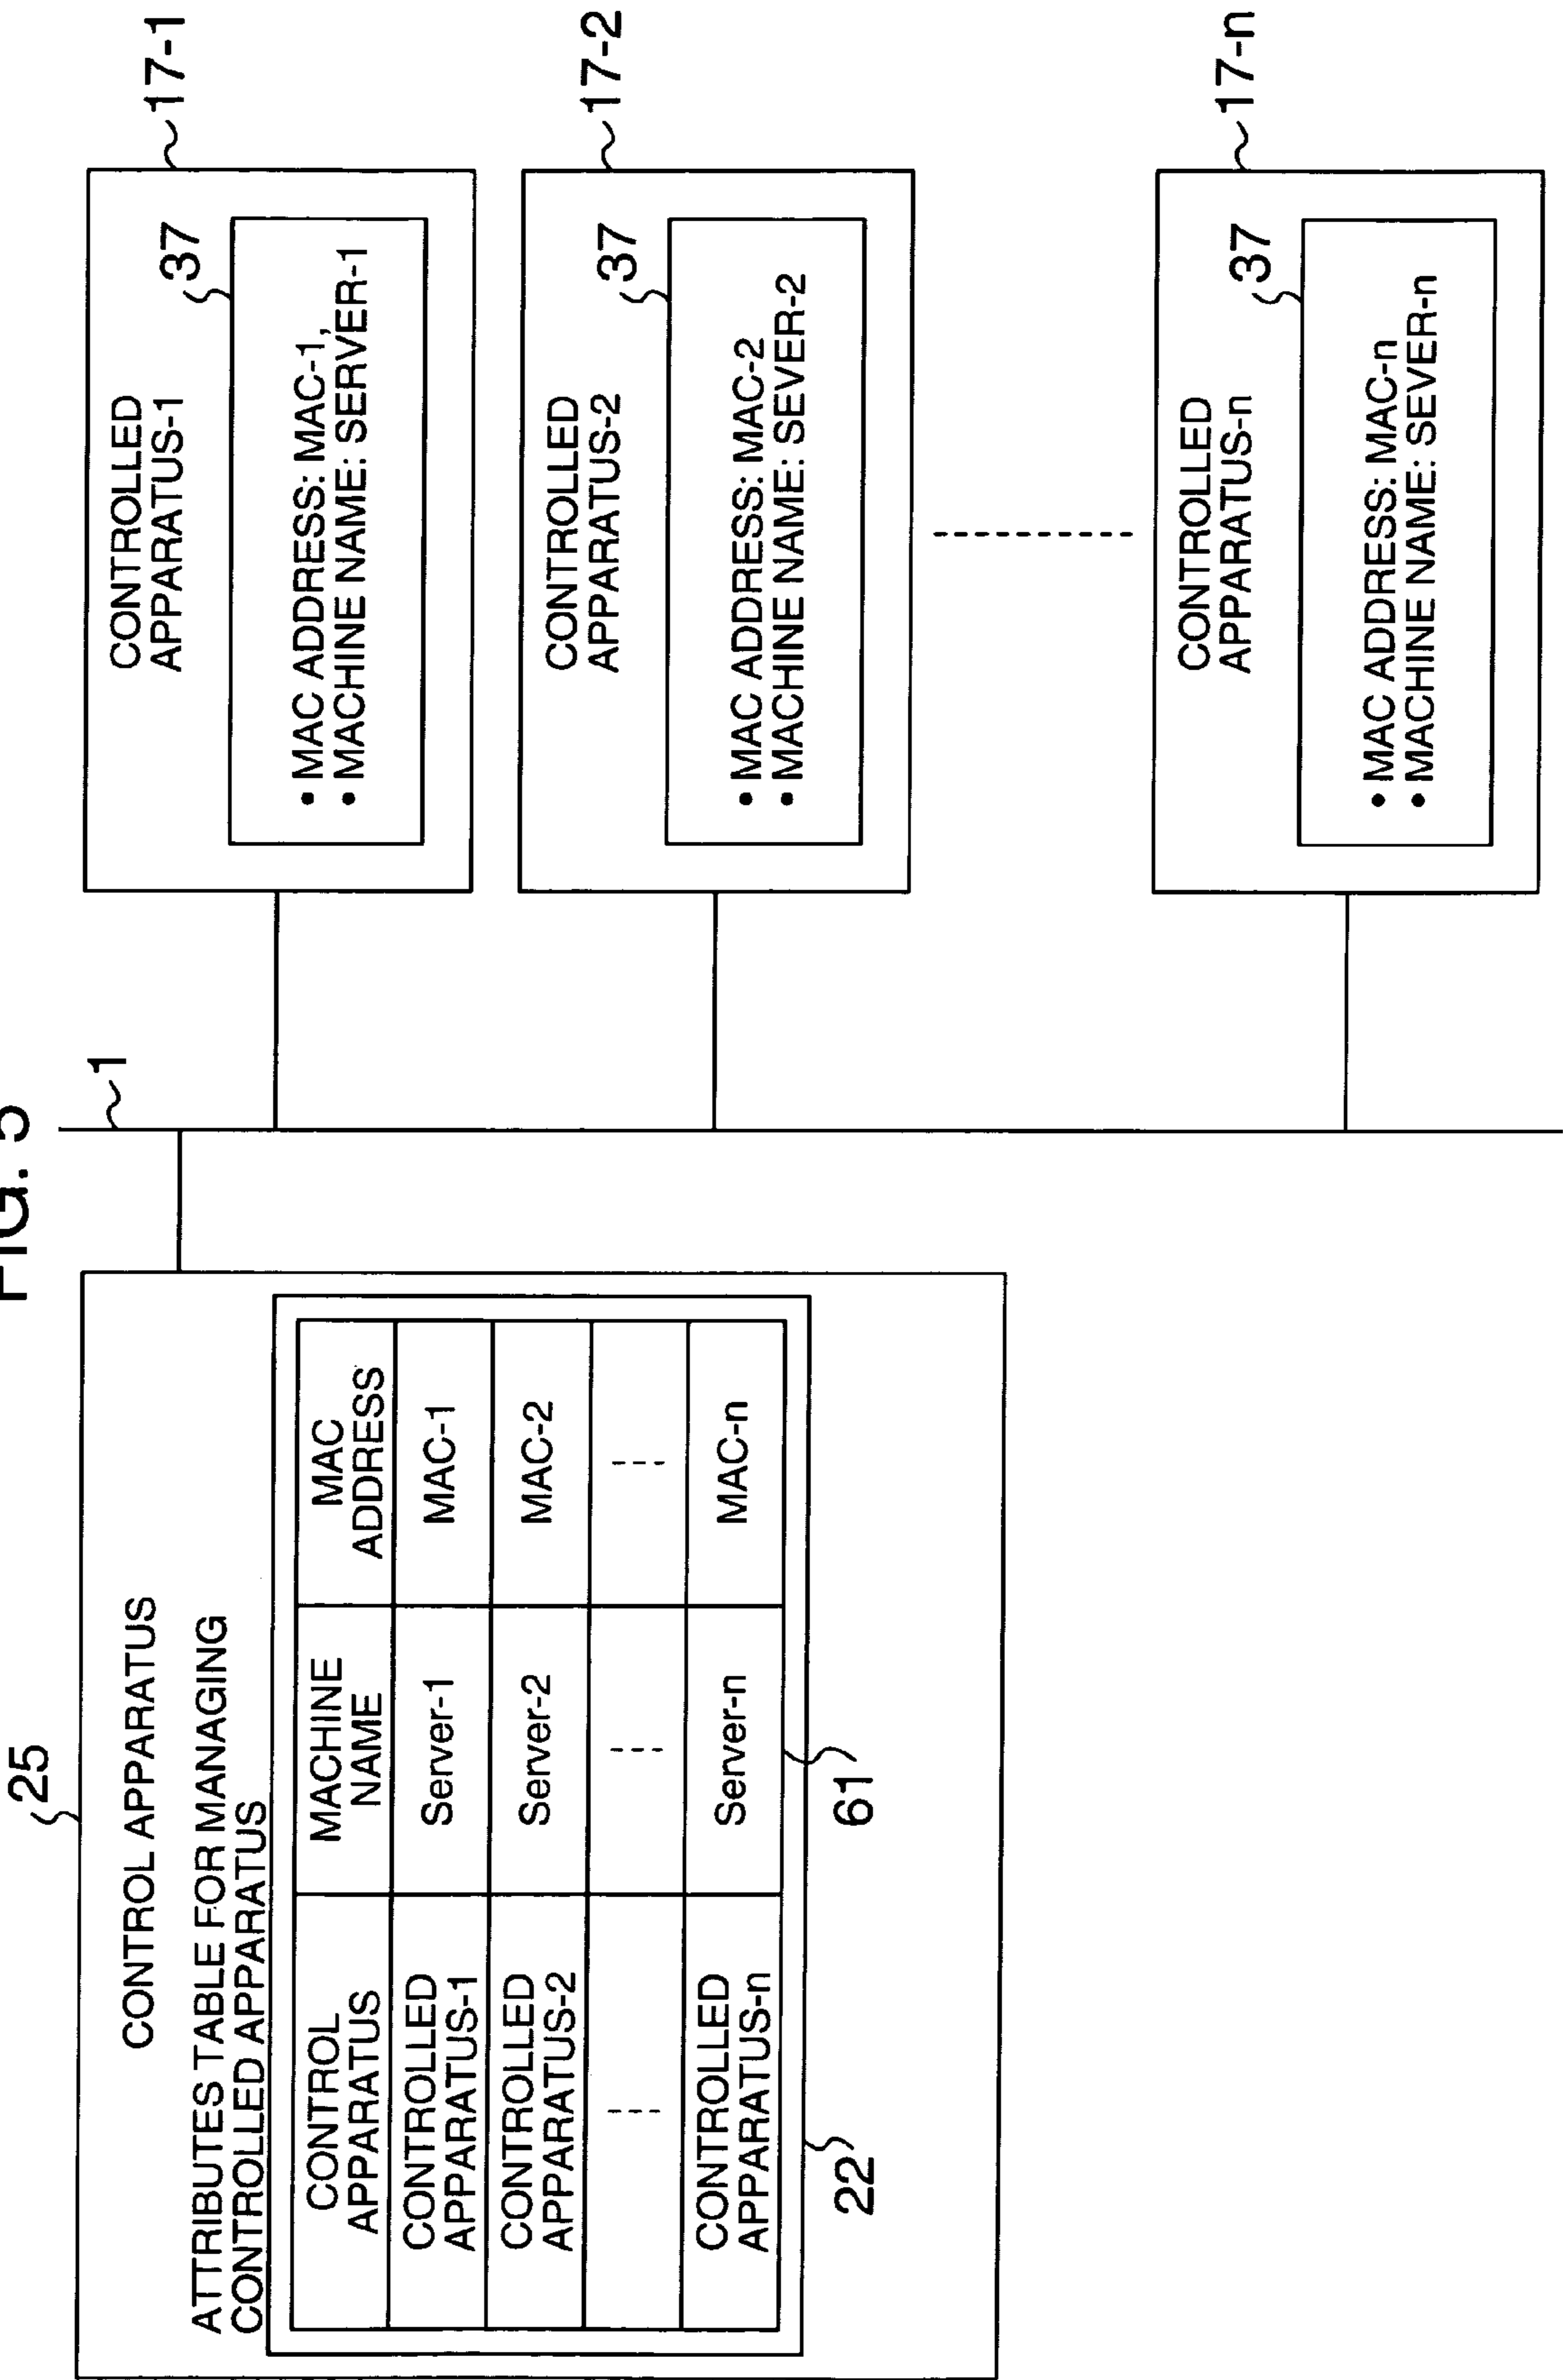 FIG. 5
25
CONTROL APPARATUS
ATTRIBUTES TABLE FOR MANAGING
CONTROLLED APPARATUS
CONTROL
APPARATUS
MACHINE
NAME
MAC
ADDRESS
CONTROLLED
APPARATUS-1
Server-1
MAC-1
CONTROLLED
APPARATUS-2
Server-2
MAC-2
CONTROLLED
APPARATUS-n
Server-n
MAC-n
22
61
1
17-1
CONTROLLED
APPARATUS-1
37
• MAC ADDRESS: MAC-1,
• MACHINE NAME: SERVER-1
17-2
CONTROLLED
APPARATUS-2
37
• MAC ADDRESS: MAC-2
• MACHINE NAME: SEVER-2
17-n
CONTROLLED
APPARATUS-n
37
• MAC ADDRESS: MAC-n
• MACHINE NAME: SEVER-n